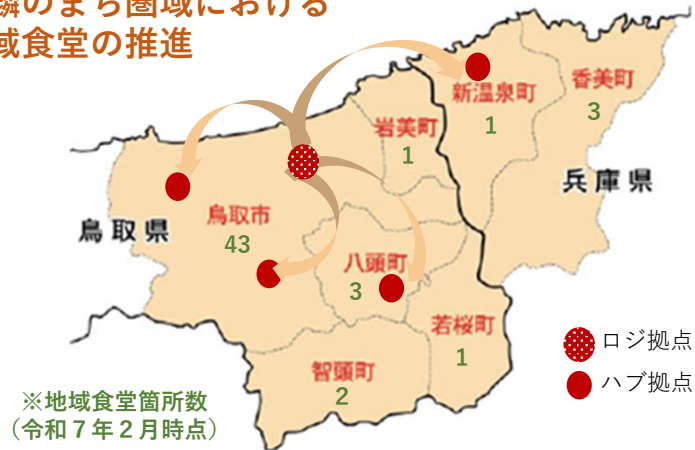 のまち圏域における
域食堂の推進
新温泉町
1
香美町
3
岩美町
1
兵庫県
鳥取市
43
鳥取県
八頭町
3
若桜町
1
智頭町
2
ロジ拠点
ハブ拠点
※地域食堂箇所数
（令和７年２月時点）